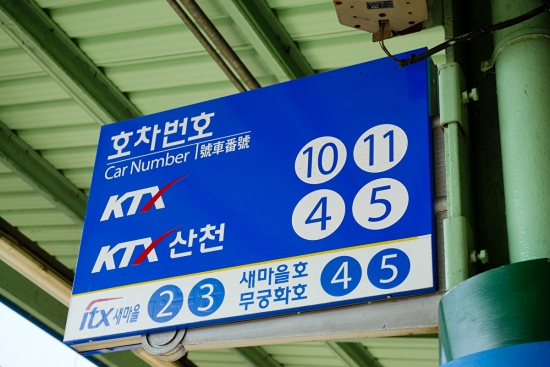 호차번호
Car Number 號車番號
KTX 10 11
KTX 산천 4 5
itx 새마을 2 3 새마을호 무궁화호 4 5